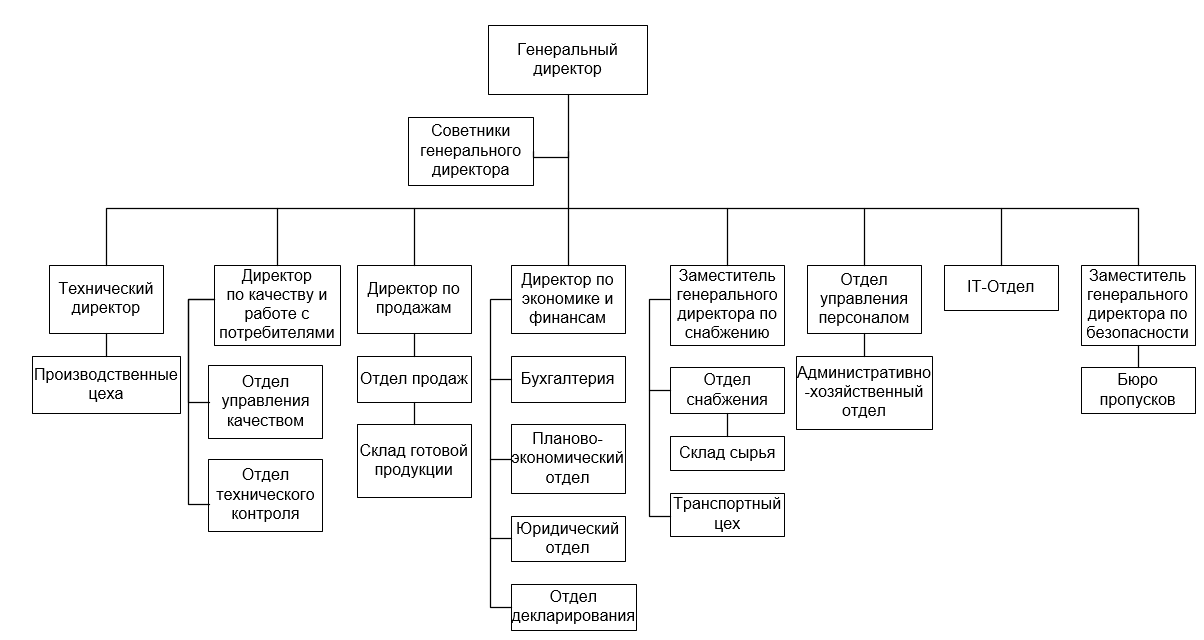 Генеральный
директор
Советники
генерального
директора
Технический
директор
Директор
по качеству и
работе с
потребителями
Директор по
продажам
Директор по
экономике и
финансам
Заместитель
генерального
директора по
снабжению
Отдел
управления
персоналом
IT-Отдел
Заместитель
генерального
директора по
безопасности
Производственные
цеха
Отдел
управления
качеством
Отдел
технического
контроля
Отдел продаж
Склад готовой
продукции
Бухгалтерия
Планово-
экономический
отдел
Юридический
отдел
Отдел
декларирования
Отдел
снабжения
Склад сырья
Транспортный
цех
Административно
-хозяйственный
отдел
Бюро
пропусков